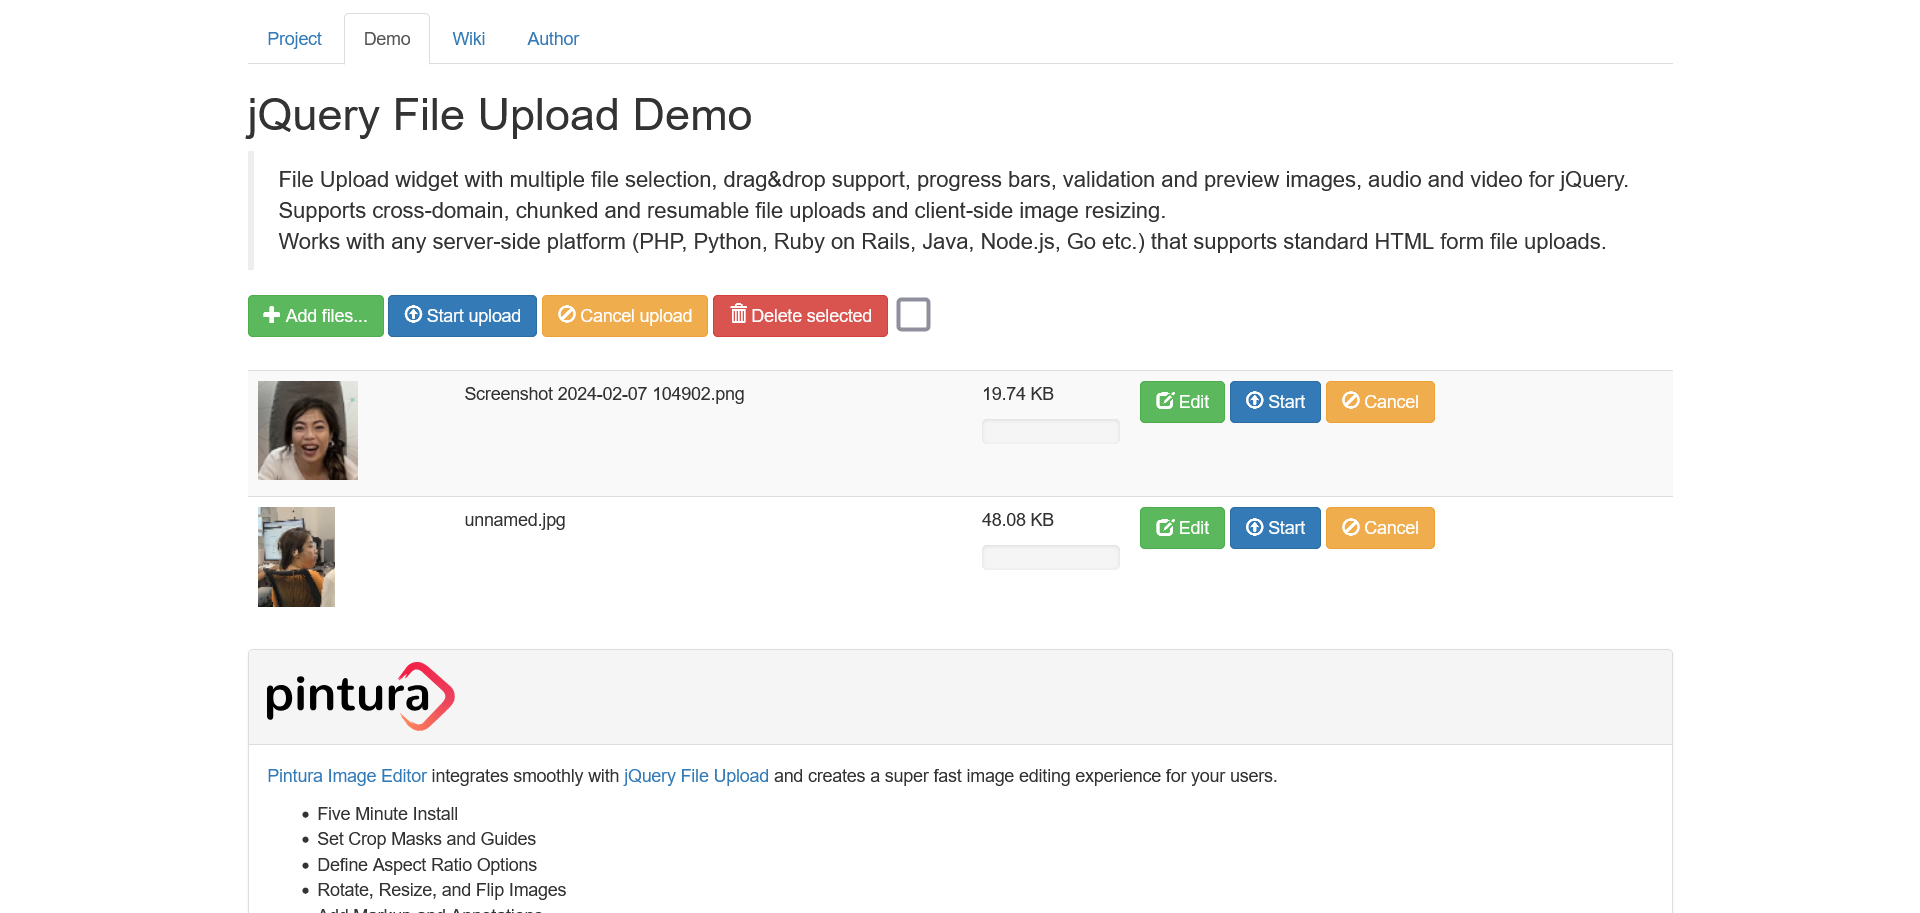 Project Demo Wiki Author
jQuery File Upload Demo
File Upload widget with multiple file selection, drag&drop support, progress bars, validation and preview images, audio and video for jQuery.
Supports cross-domain, chunked and resumable file uploads and client-side image resizing.
Works with any server-side platform (PHP, Python, Ruby on Rails, Java, Node.js, Go etc.) that supports standard HTML form file uploads.
Add files... Start upload Cancel upload Delete selected
Screenshot 2024-02-07 104902.png 19.74 KB Edit Start Cancel
unnamed.jpg 48.08 KB Edit Start Cancel
pintura
Pintura Image Editor integrates smoothly with jQuery File Upload and creates a super fast image editing experience for your users.
Five Minute Install
Set Crop Masks and Guides
Define Aspect Ratio Options
Rotate, Resize, and Flip Images
Add Markup and Annotations